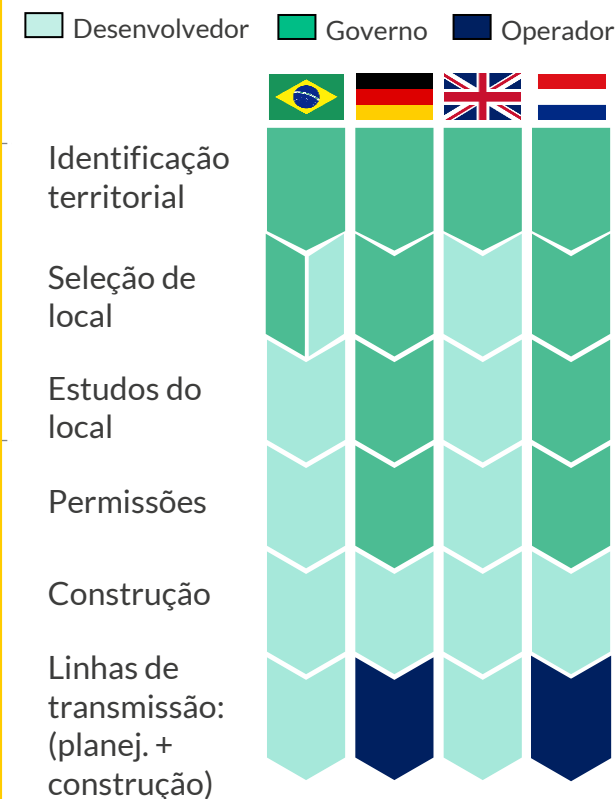 Desenvolvedor Governo Operador
Identificação
territorial
Seleção de
local
Estudos do
local
Permissões
Construção
Linhas de
transmissão:
(planej. +
construção)